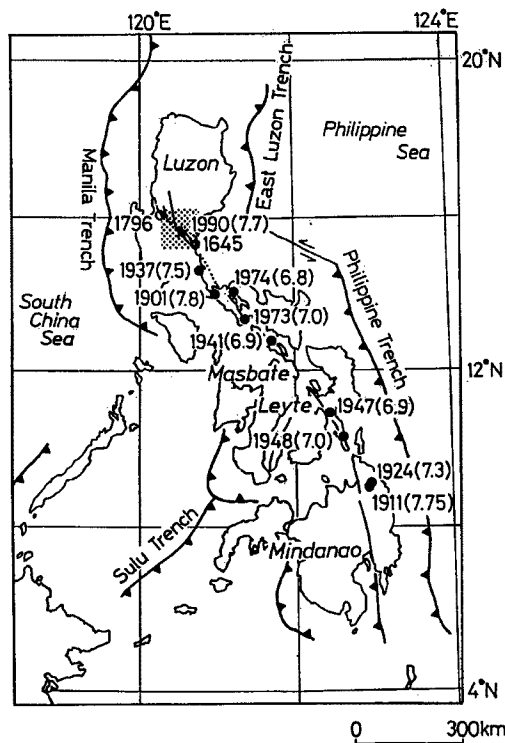 120°E
124°E
20°N
East Luzon Trench
Philippine
Sea
Luzon
Manila Trench
1796
1990(7.7)
1645
1937(7.5)
1974(6.8)
1901(7.8)
Philippine Trench
South
China
Sea
1973(7.0)
1941(6.9)
12°N
Masbate
Leyte
1947(6.9)
1948(7.0)
1924(7.3)
1911(7.75)
Sulu Trench
Mindanao
4°N
0 300km